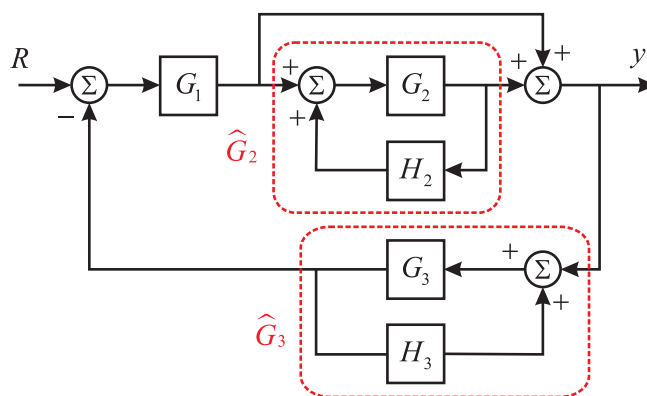 R
Σ
−
G₁
+
Σ
+
G₂
H₂
Ĝ₂
+
+
Σ
y
G₃
+
Σ
+
Ĝ₃
H₃